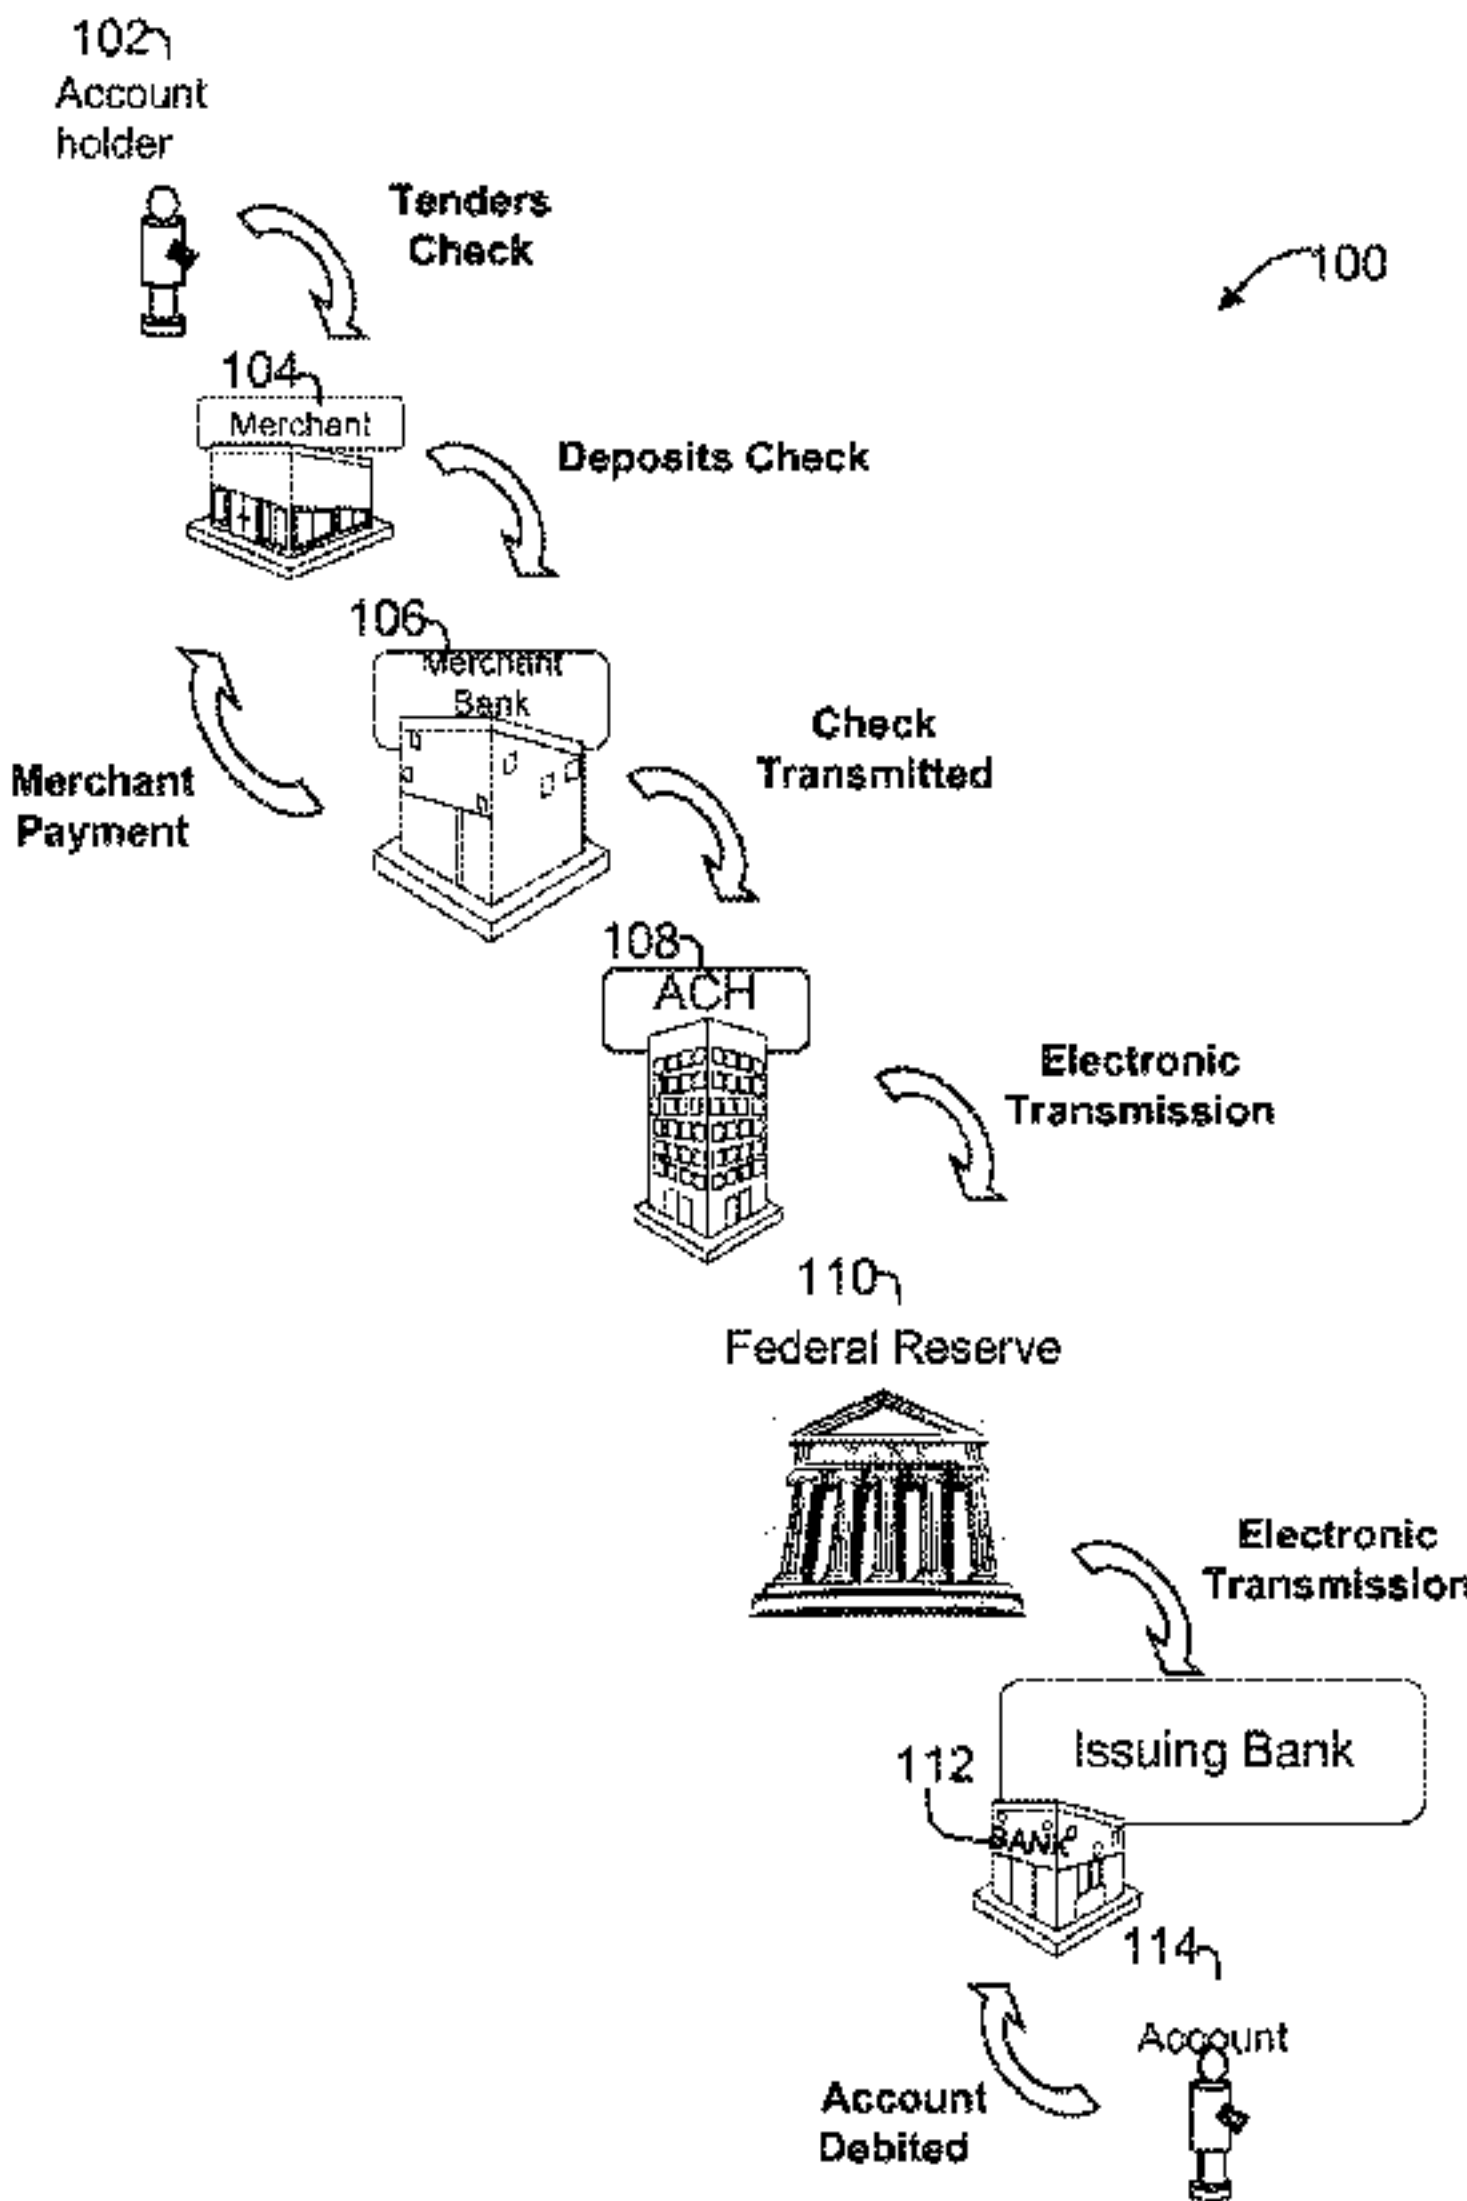 102
Account
holder
Tenders
Check
100
104
Merchant
Deposits Check
106
Merchant
Bank
Merchant
Payment
Check
Transmitted
108
ACH
Electronic
Transmission
110
Federal Reserve
Electronic
Transmission
Issuing Bank
112
BANK
114
Account
Account
Debited